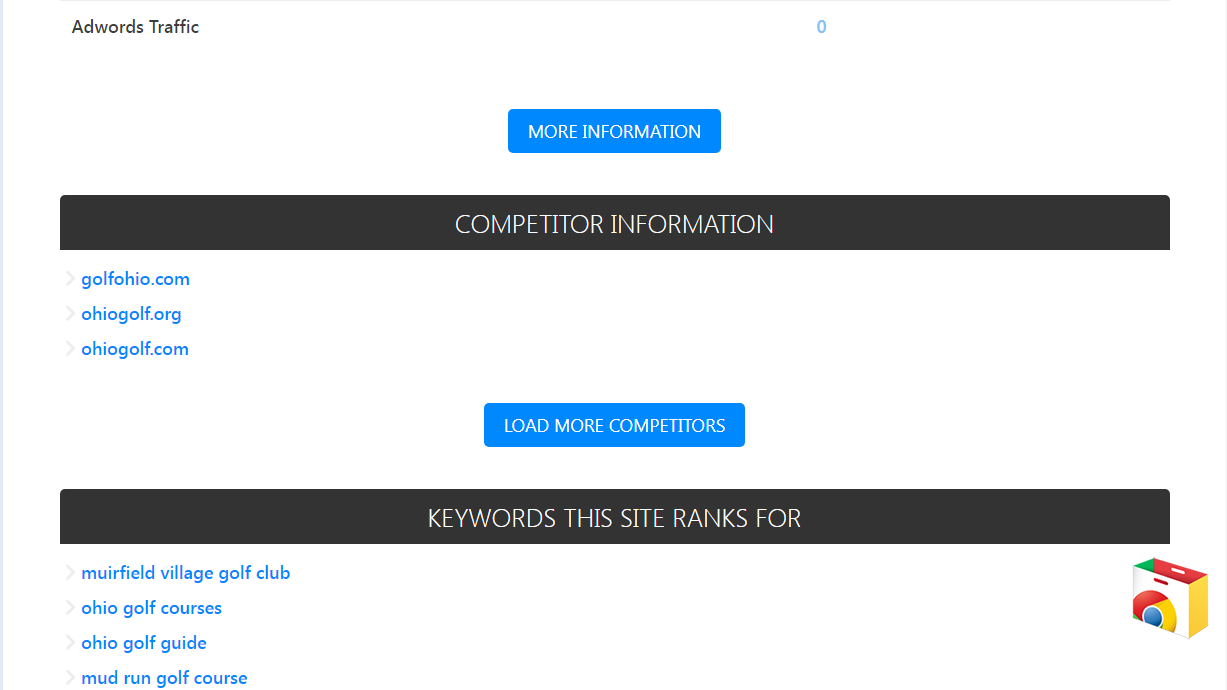 Adwords Traffic 0
MORE INFORMATION
COMPETITOR INFORMATION
golfohio.com
ohiogolf.org
ohiogolf.com
LOAD MORE COMPETITORS
KEYWORDS THIS SITE RANKS FOR
muirfield village golf club
ohio golf courses
ohio golf guide
mud run golf course